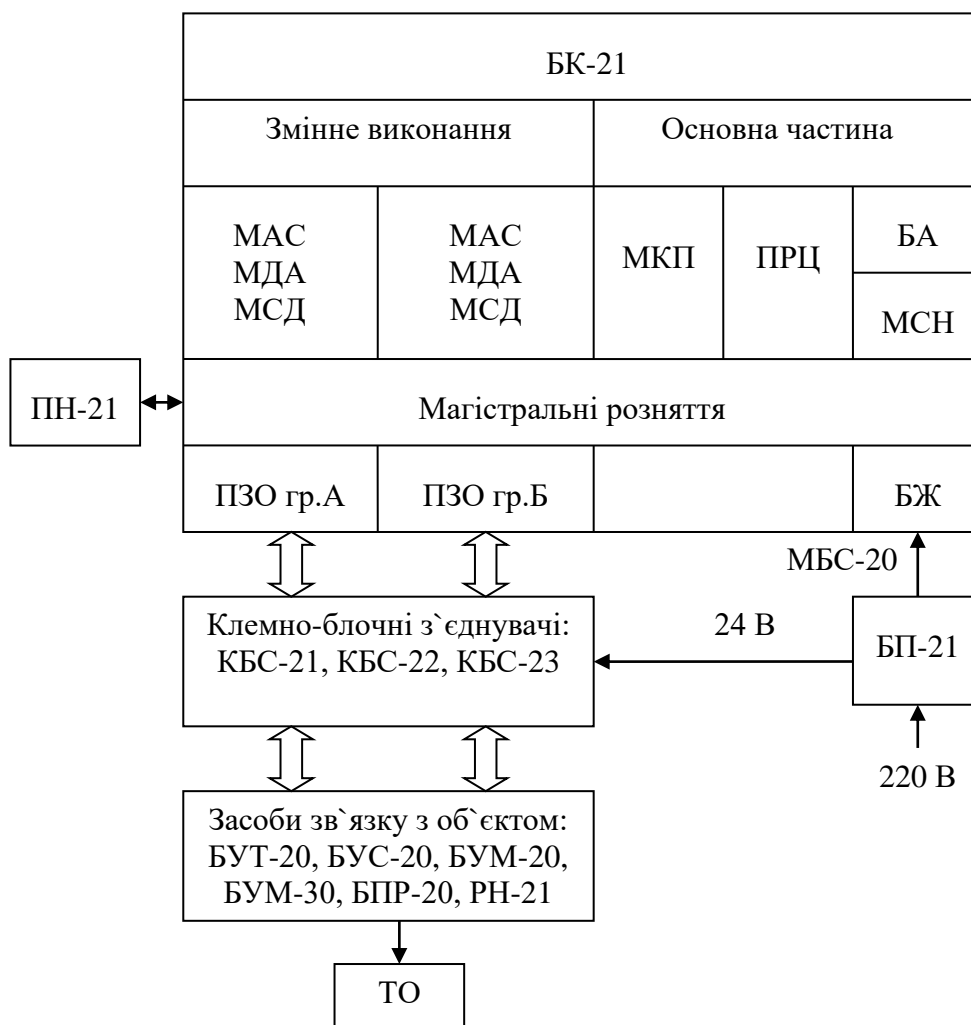 БК-21
Змінне виконання
Основна частина
МАС
МДА
МСД
МАС
МДА
МСД
МКП
ПРЦ
БА
МСН
ПН-21
Магістральні розняття
ПЗО гр.А
ПЗО гр.Б
БЖ
МБС-20
Клемно-блочні з`єднувачі:
КБС-21, КБС-22, КБС-23
24 В
БП-21
220 В
Засоби зв`язку з об`єктом:
БУТ-20, БУС-20, БУМ-20,
БУМ-30, БПР-20, РН-21
ТО